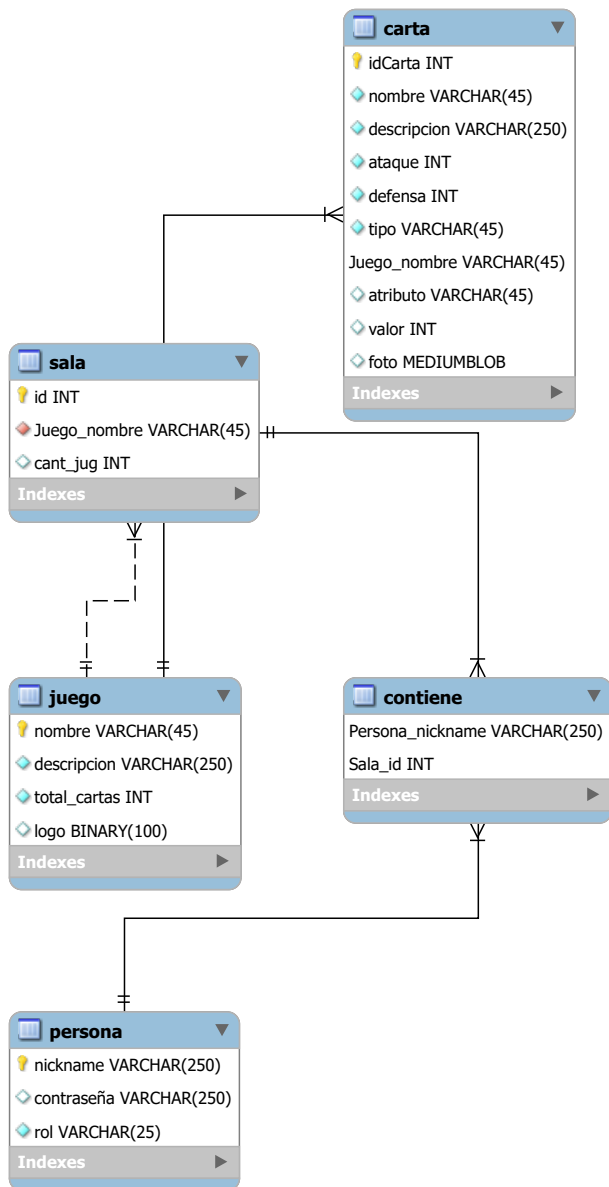 carta
idCarta INT
nombre VARCHAR(45)
descripcion VARCHAR(250)
ataque INT
defensa INT
tipo VARCHAR(45)
Juego_nombre VARCHAR(45)
atributo VARCHAR(45)
valor INT
foto MEDIUMBLOB
Indexes
sala
id INT
Juego_nombre VARCHAR(45)
cant_jug INT
Indexes
juego
nombre VARCHAR(45)
descripcion VARCHAR(250)
total_cartas INT
logo BINARY(100)
Indexes
contiene
Persona_nickname VARCHAR(250)
Sala_id INT
Indexes
persona
nickname VARCHAR(250)
contraseña VARCHAR(250)
rol VARCHAR(25)
Indexes